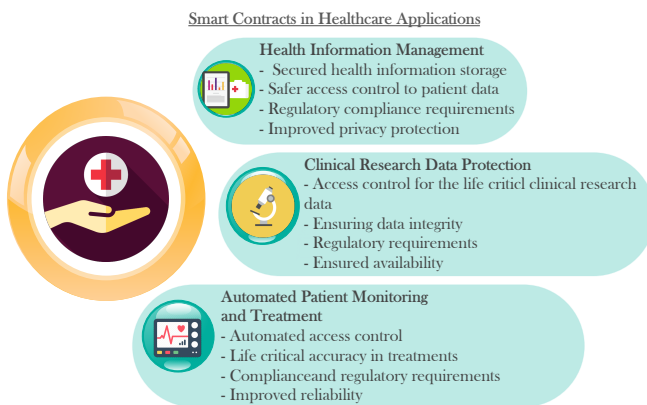 Smart Contracts in Healthcare Applications
Health Information Management
- Secured health information storage
- Safer access control to patient data
- Regulatory compliance requirements
- Improved privacy protection
Clinical Research Data Protection
- Access control for the life criticl clinical research
data
- Ensuring data integrity
- Regulatory requirements
- Ensured availability
Automated Patient Monitoring
and Treatment
- Automated access control
- Life critical accuracy in treatments
- Complianceand regulatory requirements
- Improved reliability